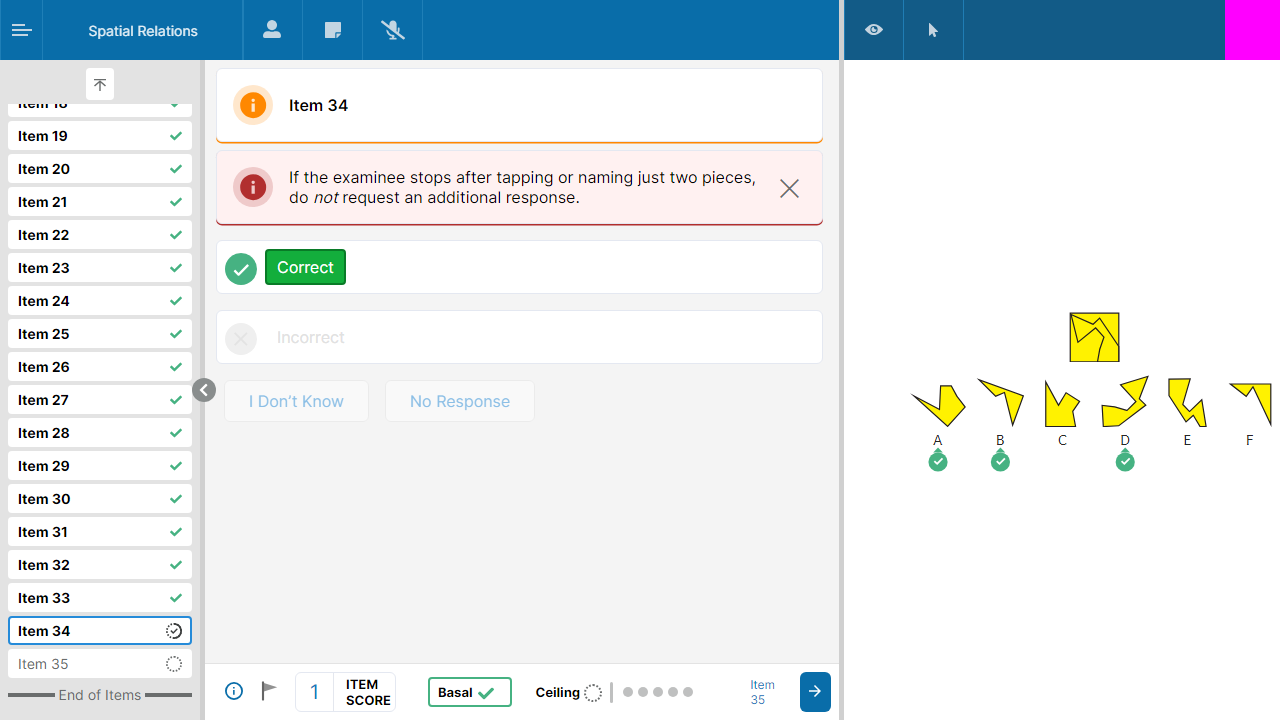 Spatial Relations
Item 18
Item 19
Item 20
Item 21
Item 22
Item 23
Item 24
Item 25
Item 26
Item 27
Item 28
Item 29
Item 30
Item 31
Item 32
Item 33
Item 34
Item 35
End of Items
Item 34
If the examinee stops after tapping or naming just two pieces,
do not request an additional response.
Correct
Incorrect
I Don't Know
No Response
1
ITEM
SCORE
Basal
Ceiling
Item
35
A B C D E F